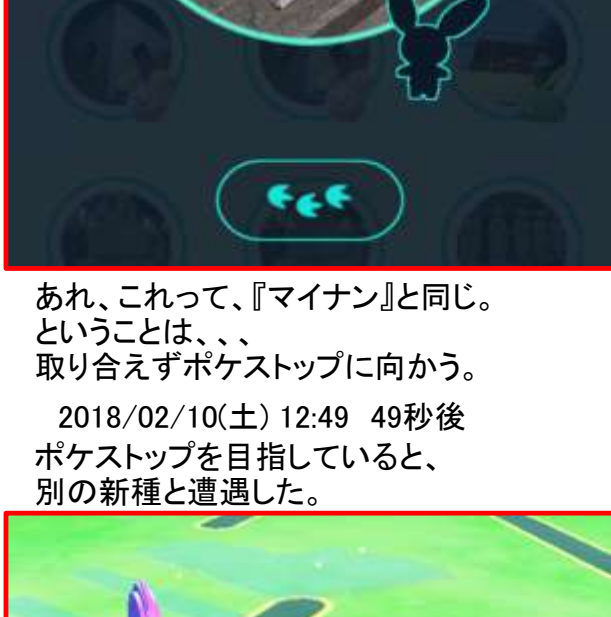 あれ、これって、『マイナン』と同じ。
ということは、、、
取り合えずポケストップに向かう。
2018/02/10(土) 12:49 49秒後
ポケストップを目指していると、
別の新種と遭遇した。